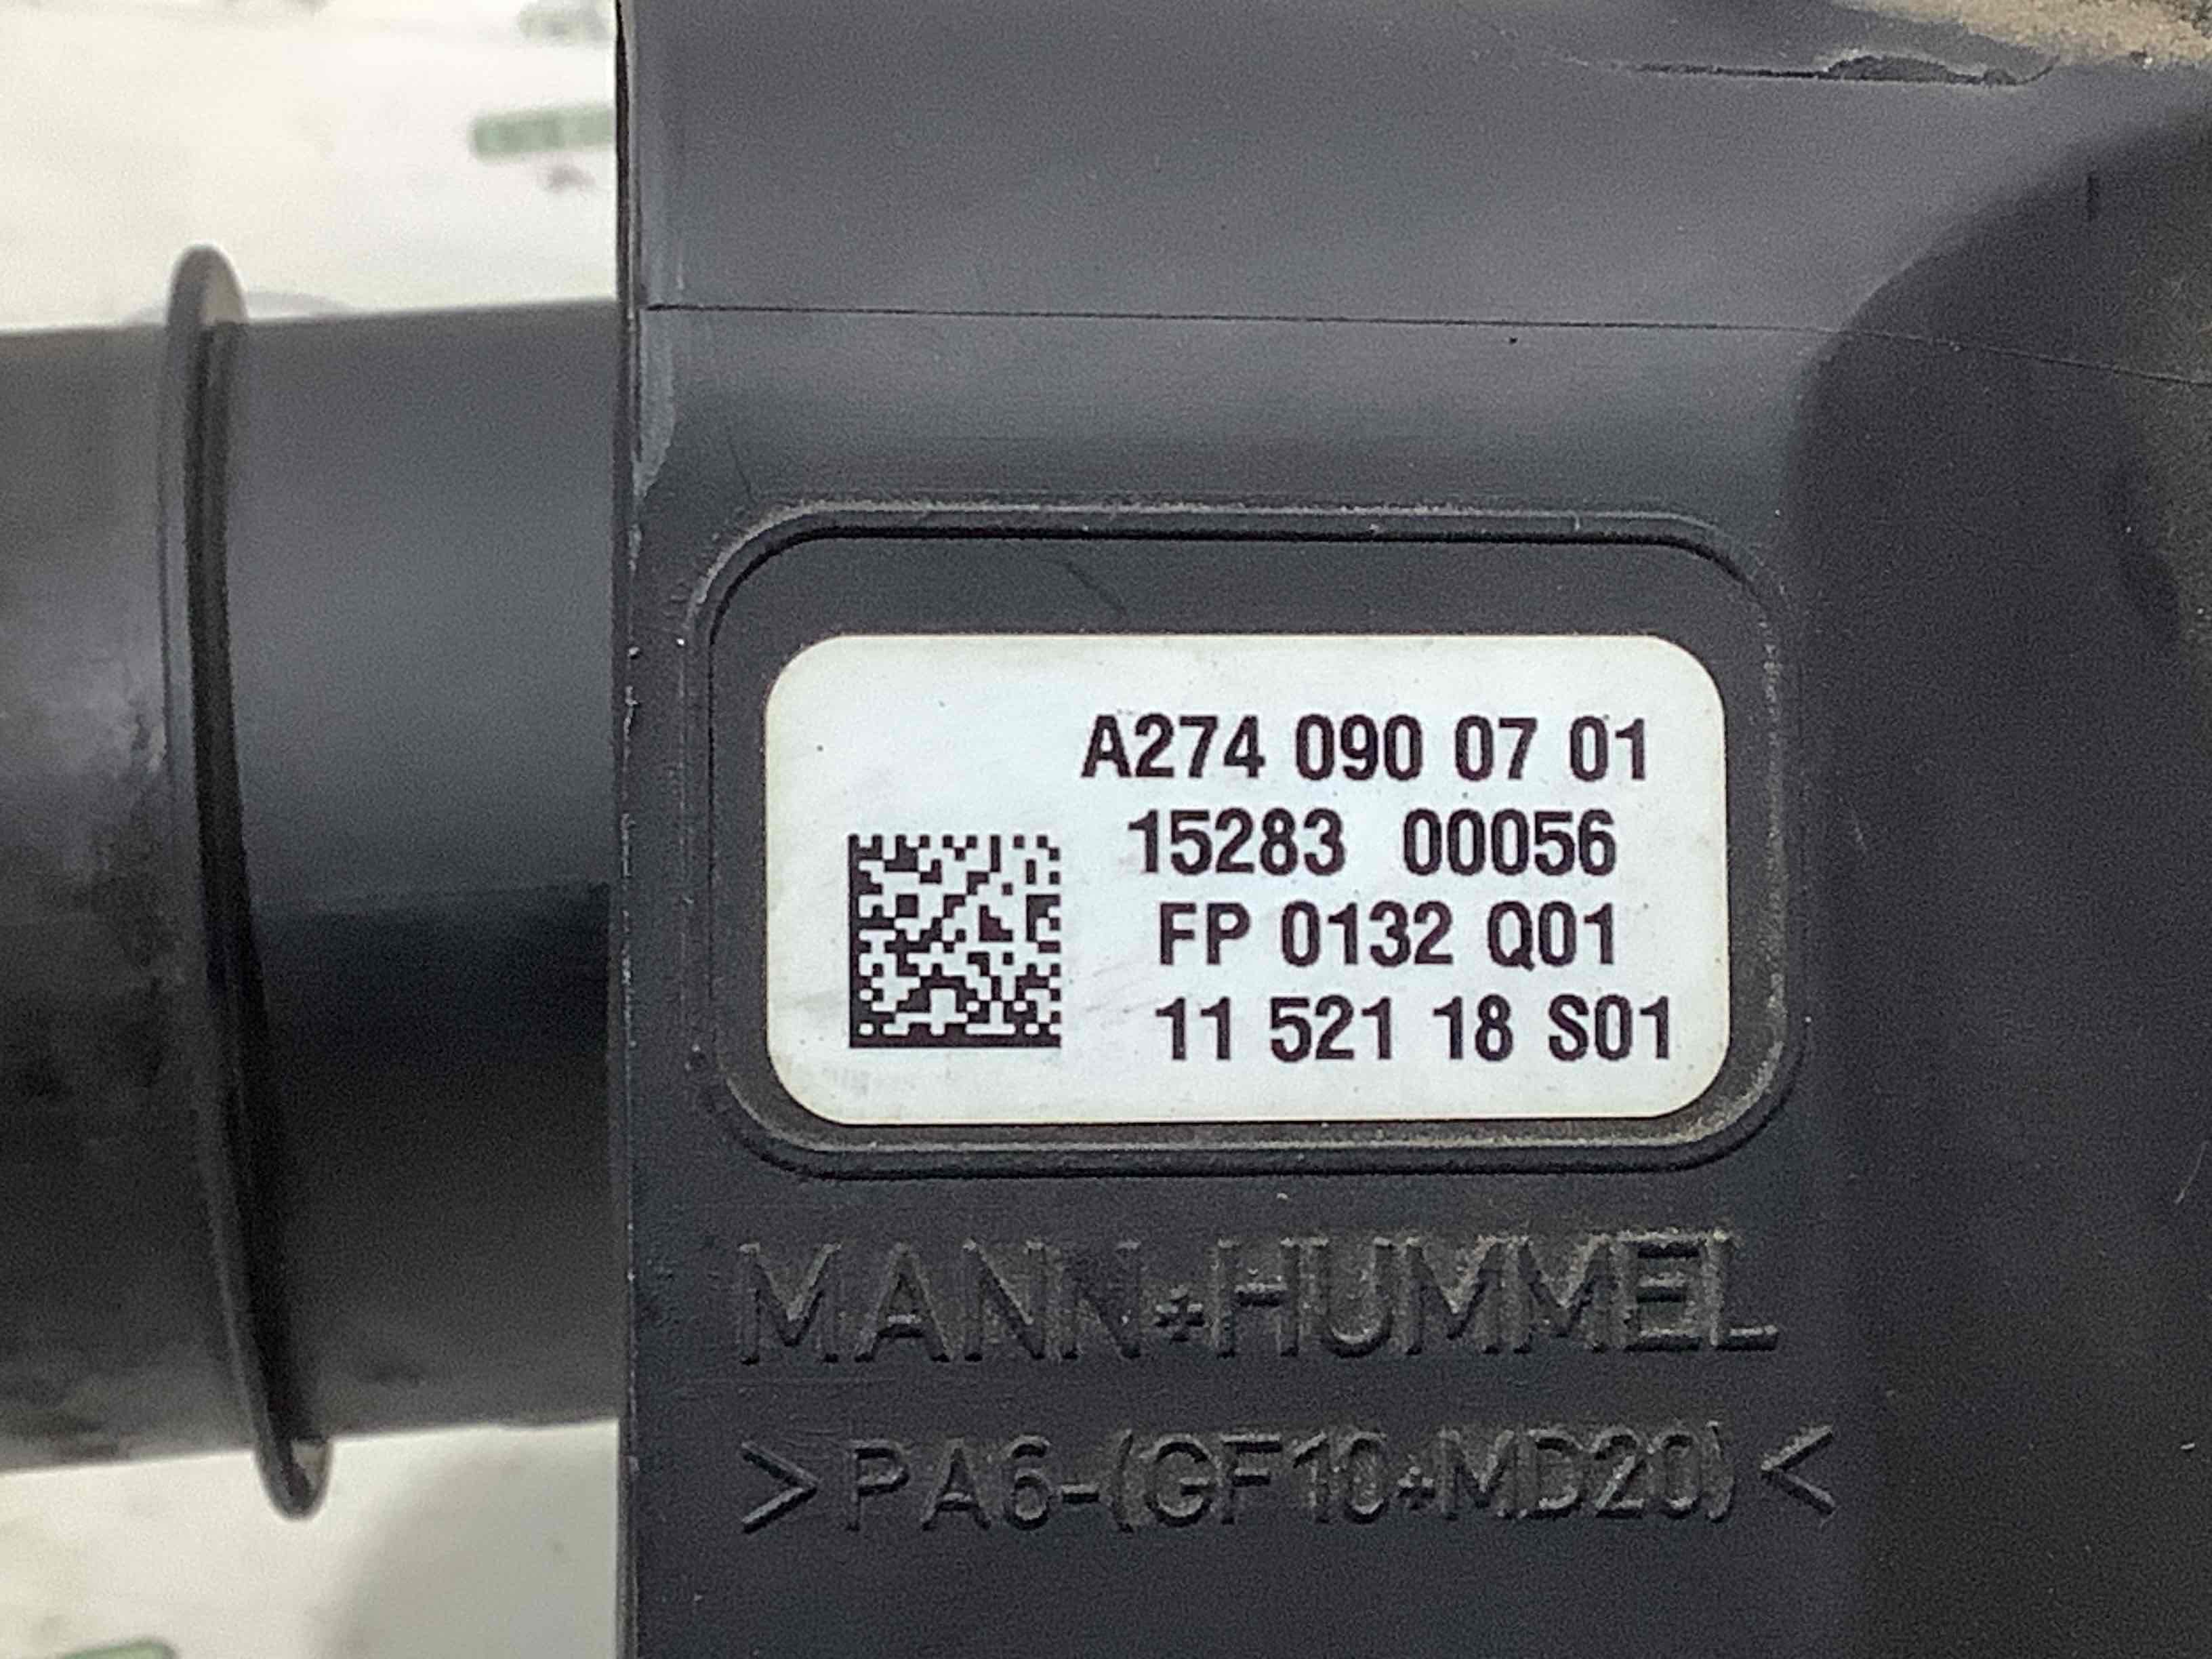 A274 090 07 01
15283 00056
FP 0132 Q01
11 521 18 S01
MANN+HUMMEL
>PA6-(GF10+MD20)<